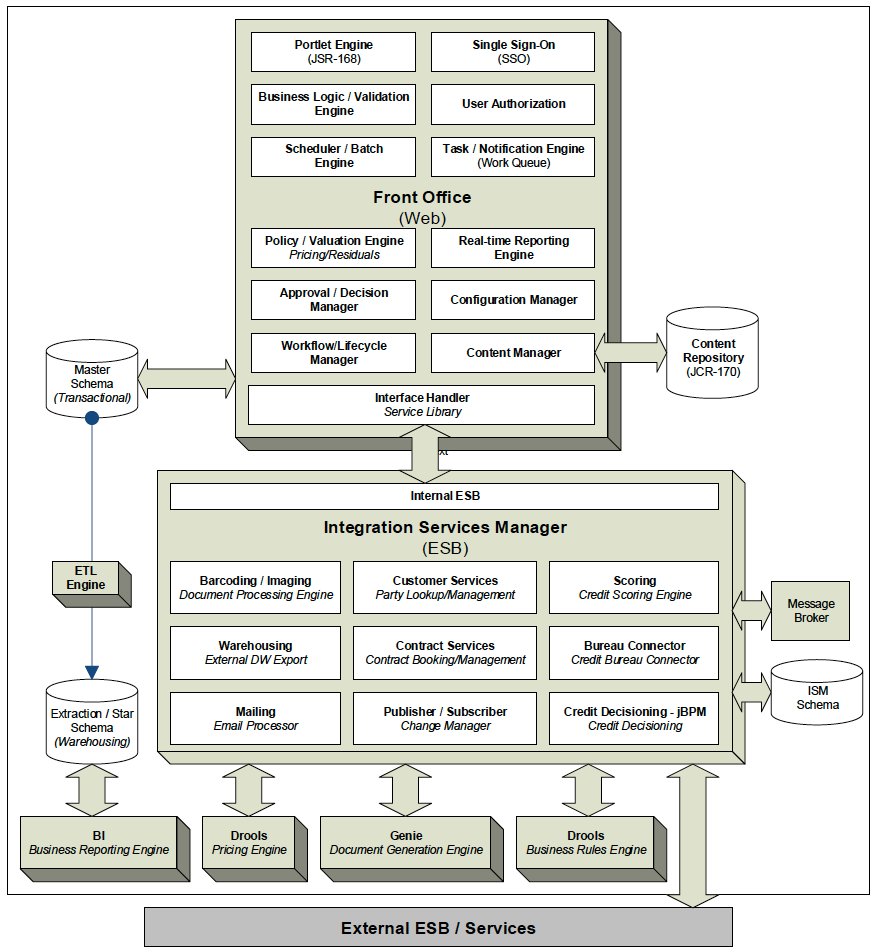 Portlet Engine
(JSR-168)
Single Sign-On
(SSO)
Business Logic / Validation
Engine
User Authorization
Scheduler / Batch
Engine
Task / Notification Engine
(Work Queue)
Front Office
(Web)
Policy / Valuation Engine
Pricing/Residuals
Real-time Reporting
Engine
Approval / Decision
Manager
Configuration Manager
Workflow/Lifecycle
Manager
Content Manager
Content
Repository
(JCR-170)
Master
Schema
(Transactional)
Interface Handler
Service Library
Internal ESB
Integration Services Manager
(ESB)
ETL
Engine
Barcoding / Imaging
Document Processing Engine
Customer Services
Party Lookup/Management
Scoring
Credit Scoring Engine
Message
Broker
Warehousing
External DW Export
Contract Services
Contract Booking/Management
Bureau Connector
Credit Bureau Connector
ISM
Schema
Extraction / Star
Schema
(Warehousing)
Mailing
Email Processor
Publisher / Subscriber
Change Manager
Credit Decisioning - jBPM
Credit Decisioning
BI
Business Reporting Engine
Drools
Pricing Engine
Genie
Document Generation Engine
Drools
Business Rules Engine
External ESB / Services